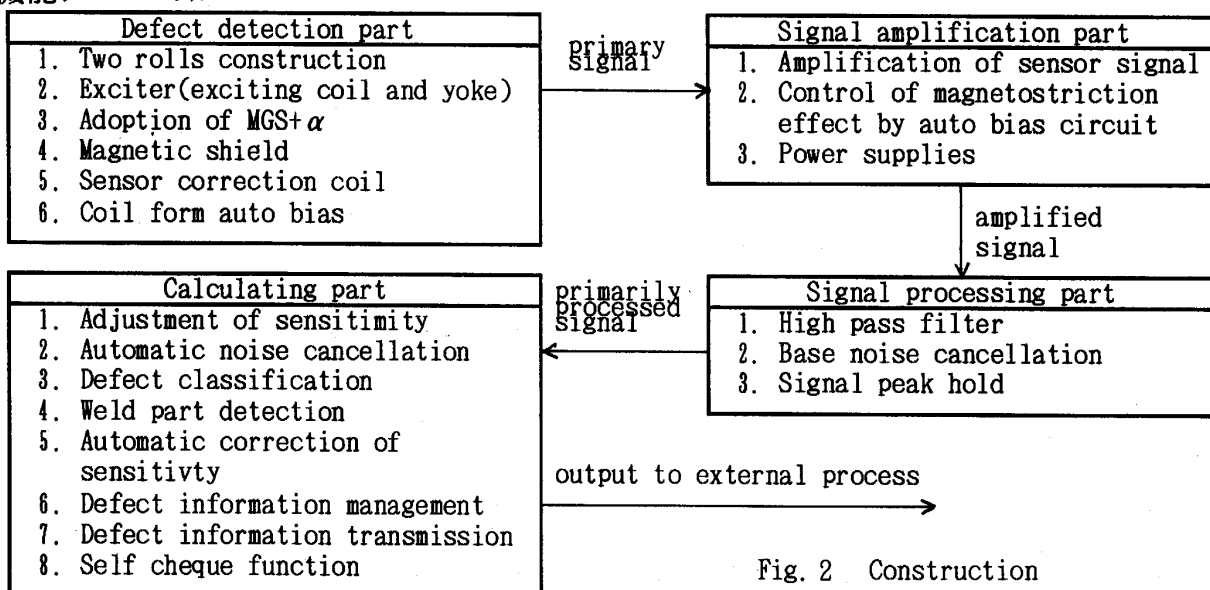 Defect detection part
1. Two rolls construction
2. Exciter(exciting coil and yoke)
3. Adoption of MGS+α
4. Magnetic shield
5. Sensor correction coil
6. Coil form auto bias
primary
signal
Signal amplification part
1. Amplification of sensor signal
2. Control of magnetostriction
effect by auto bias circuit
3. Power supplies
amplified
signal
Signal processing part
1. High pass filter
2. Base noise cancellation
3. Signal peak hold
primarily
processed
signal
Calculating part
1. Adjustment of sensitimity
2. Automatic noise cancellation
3. Defect classification
4. Weld part detection
5. Automatic correction of
sensitivty
6. Defect information management
7. Defect information transmission
8. Self cheque function
output to external process
Fig. 2 Construction